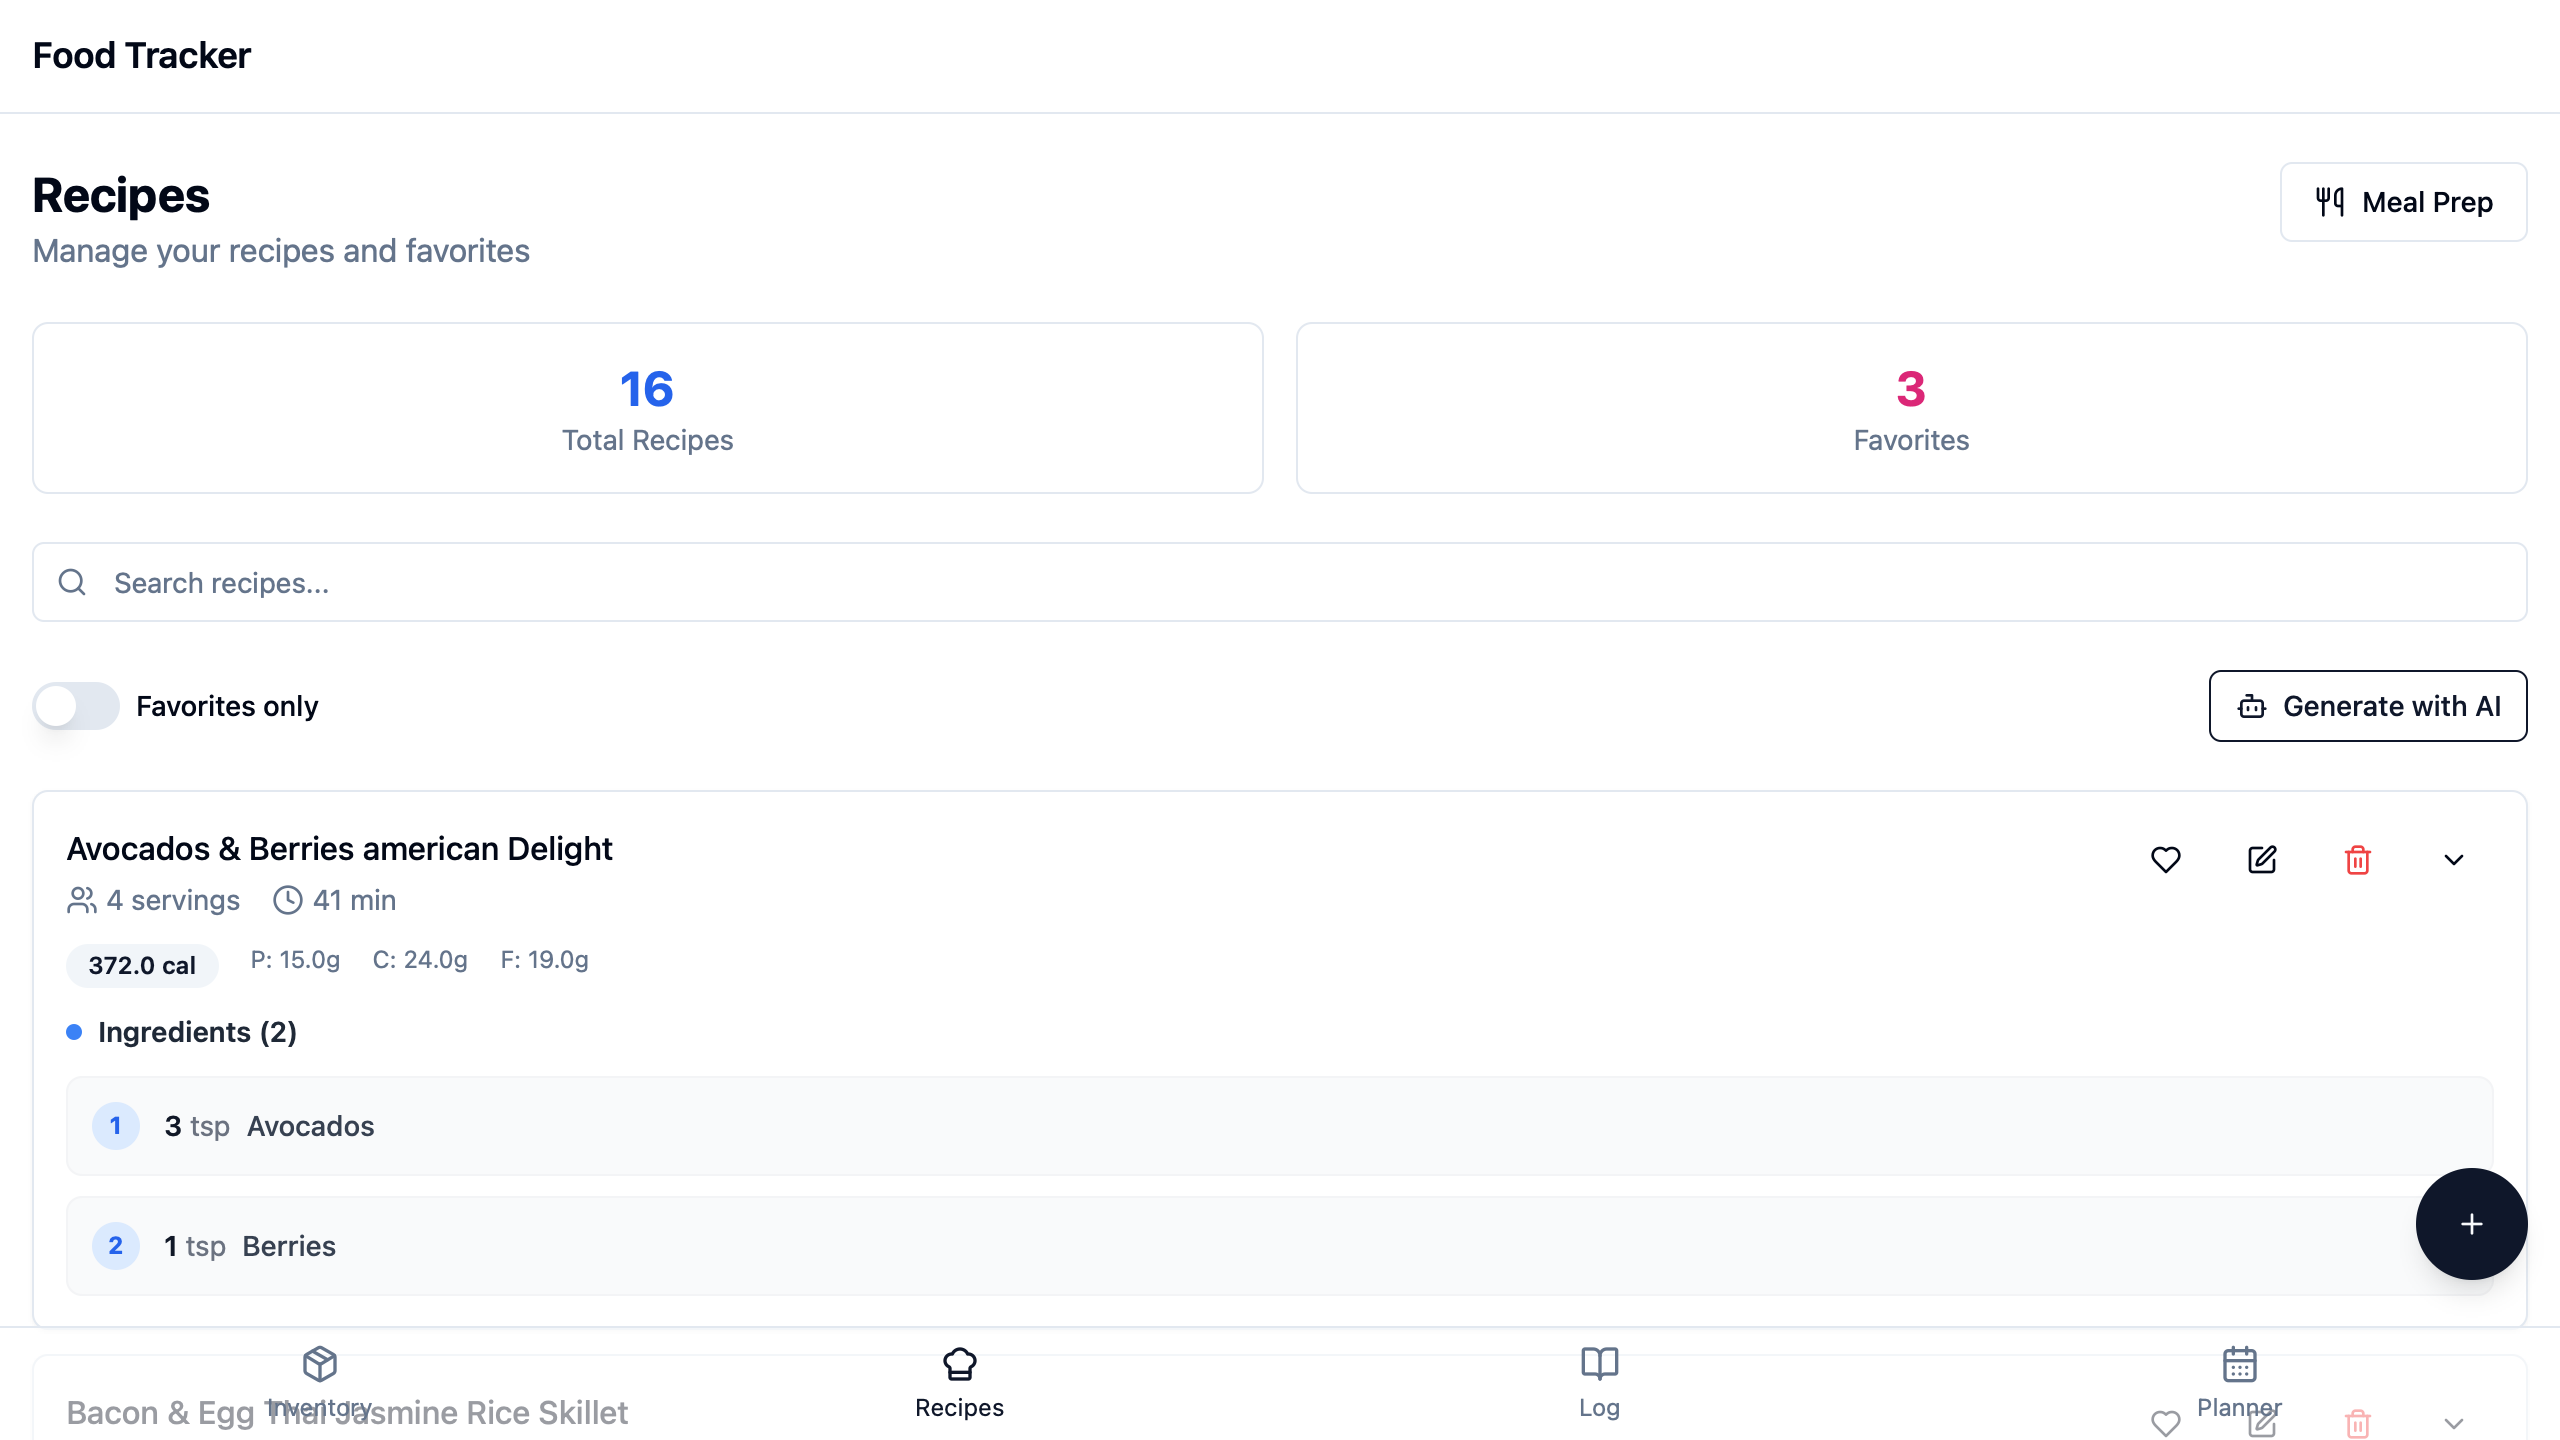 Food Tracker
Recipes
Manage your recipes and favorites
Meal Prep
16
Total Recipes
3
Favorites
Search recipes...
Favorites only
Generate with AI
Avocados & Berries american Delight
4 servings 41 min
372.0 cal P: 15.0g C: 24.0g F: 19.0g
Ingredients (2)
1 3 tsp Avocados
2 1 tsp Berries
Bacon & Egg Thai Jasmine Rice Skillet
Inventory
Recipes
Log
Planner